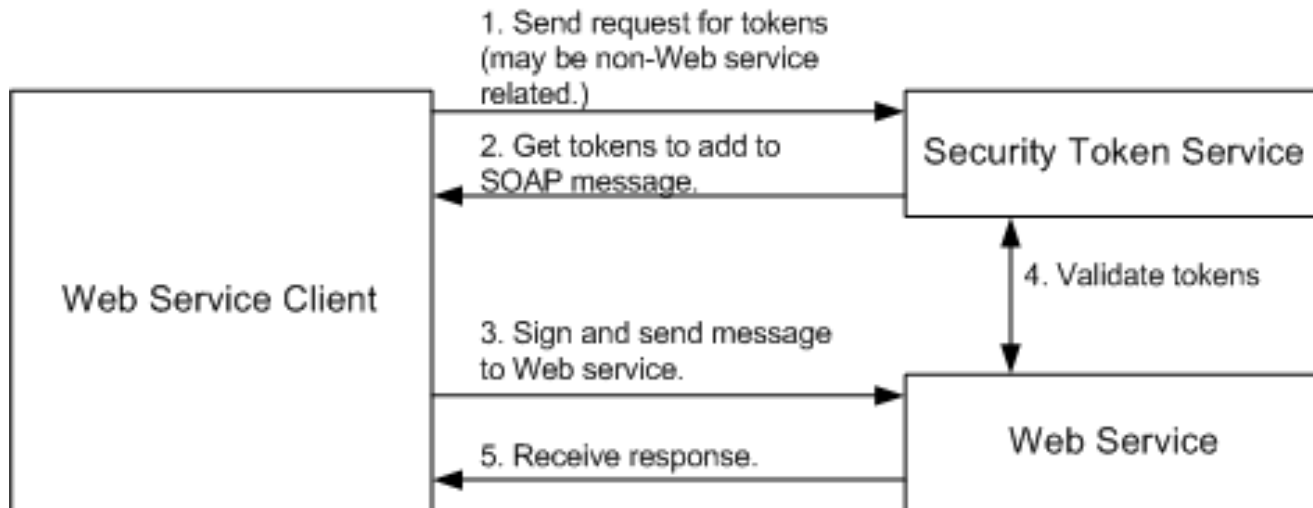 1. Send request for tokens
(may be non-Web service
related.)
2. Get tokens to add to
SOAP message.
Security Token Service
Web Service Client
4. Validate tokens
3. Sign and send message
to Web service.
Web Service
5. Receive response.